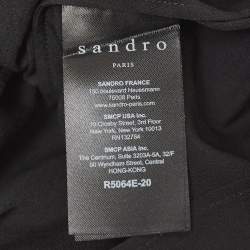 sandro
PARIS
SANDRO FRANCE
150 boulevard Haussmann
75008 Paris
www.sandro-paris.com
SMCP USA Inc.
10 Crosby Street, 3rd Floor
New York, New York 10013
RN132754
SMCP ASIA Inc.
The Centrium, Suite 3203A-5A, 32/F
60 Wyndham Street, Central
HONG-KONG
R5064E-20